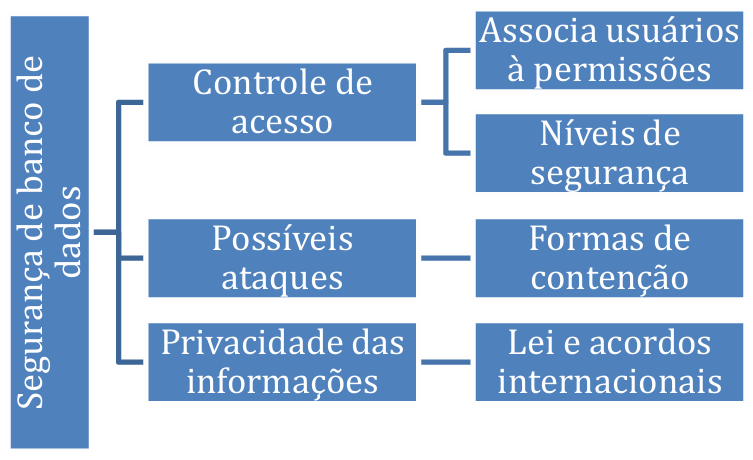 Segurança de banco de
dados
Controle de
acesso
Associa usuários
à permissões
Níveis de
segurança
Possíveis
ataques
Formas de
contenção
Privacidade das
informações
Lei e acordos
internacionais